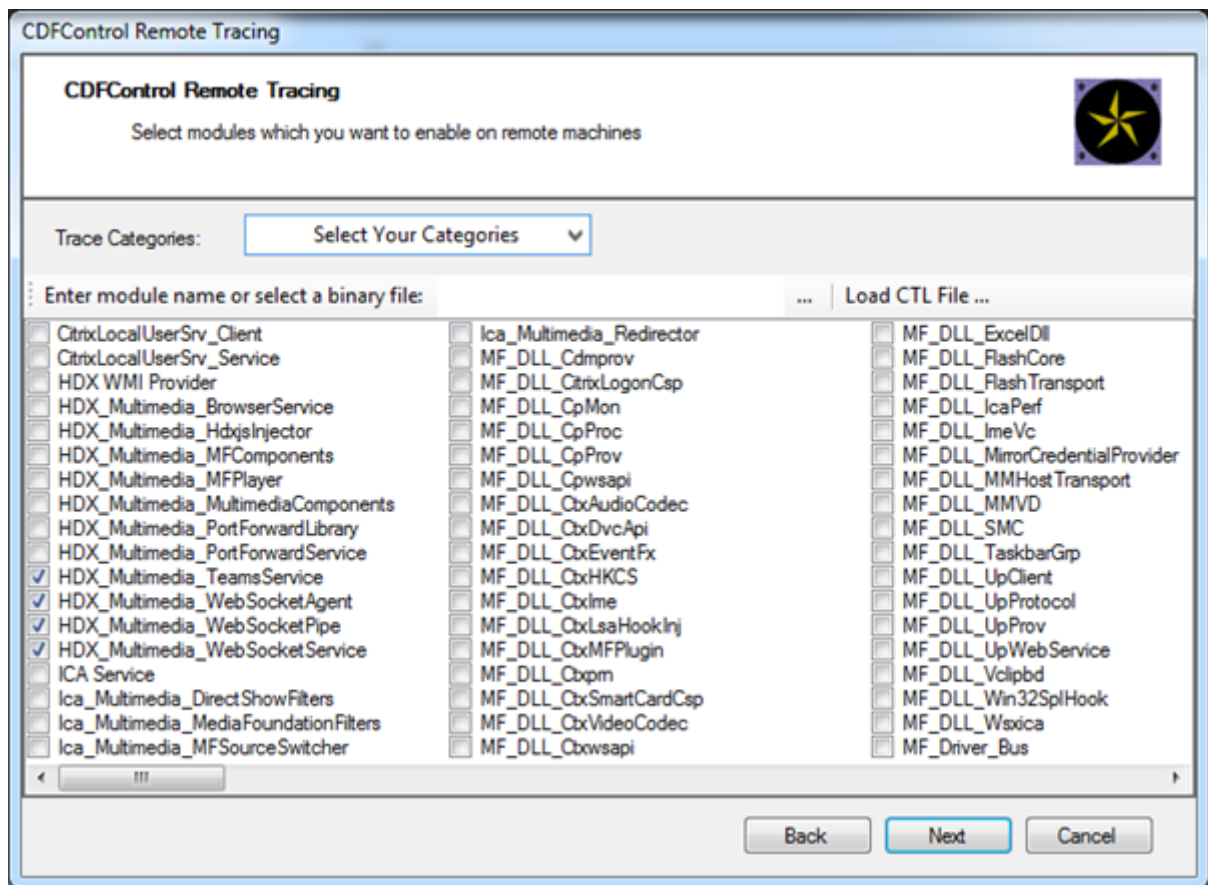 CDFControl Remote Tracing
CDFControl Remote Tracing
Select modules which you want to enable on remote machines
Trace Categories:
Select Your Categories
Enter module name or select a binary file:
...
Load CTL File ...
CitrixLocalUserSrv_Client
CitrixLocalUserSrv_Service
HDX WMI Provider
HDX_Multimedia_BrowserService
HDX_Multimedia_HdxjsInjector
HDX_Multimedia_MFComponents
HDX_Multimedia_MFPlayer
HDX_Multimedia_MultimediaComponents
HDX_Multimedia_PortForwardLibrary
HDX_Multimedia_PortForwardService
HDX_Multimedia_TeamsService
HDX_Multimedia_WebSocketAgent
HDX_Multimedia_WebSocketPipe
HDX_Multimedia_WebSocketService
ICA Service
Ica_Multimedia_DirectShowFilters
Ica_Multimedia_MediaFoundationFilters
Ica_Multimedia_MFSourceSwitcher
Ica_Multimedia_Redirector
MF_DLL_Cdmprov
MF_DLL_CitrixLogonCsp
MF_DLL_CpMon
MF_DLL_CpProc
MF_DLL_CpProv
MF_DLL_Cpwsapi
MF_DLL_CtxAudioCodec
MF_DLL_CtxDvcApi
MF_DLL_CtxEventFx
MF_DLL_CtxHKCS
MF_DLL_CtxIme
MF_DLL_CtxLsaHookInj
MF_DLL_CtxMFPlugin
MF_DLL_Ctxprn
MF_DLL_CtxSmartCardCsp
MF_DLL_CtxVideoCodec
MF_DLL_Ctxwsapi
MF_DLL_ExcelDll
MF_DLL_FlashCore
MF_DLL_FlashTransport
MF_DLL_IcaPerf
MF_DLL_ImeVc
MF_DLL_MirrorCredentialProvider
MF_DLL_MMHostTransport
MF_DLL_MMVD
MF_DLL_SMC
MF_DLL_TaskbarGrp
MF_DLL_UpClient
MF_DLL_UpProtocol
MF_DLL_UpProv
MF_DLL_UpWebService
MF_DLL_Vclipbd
MF_DLL_Win32SplHook
MF_DLL_Wsxica
MF_Driver_Bus
Back
Next
Cancel